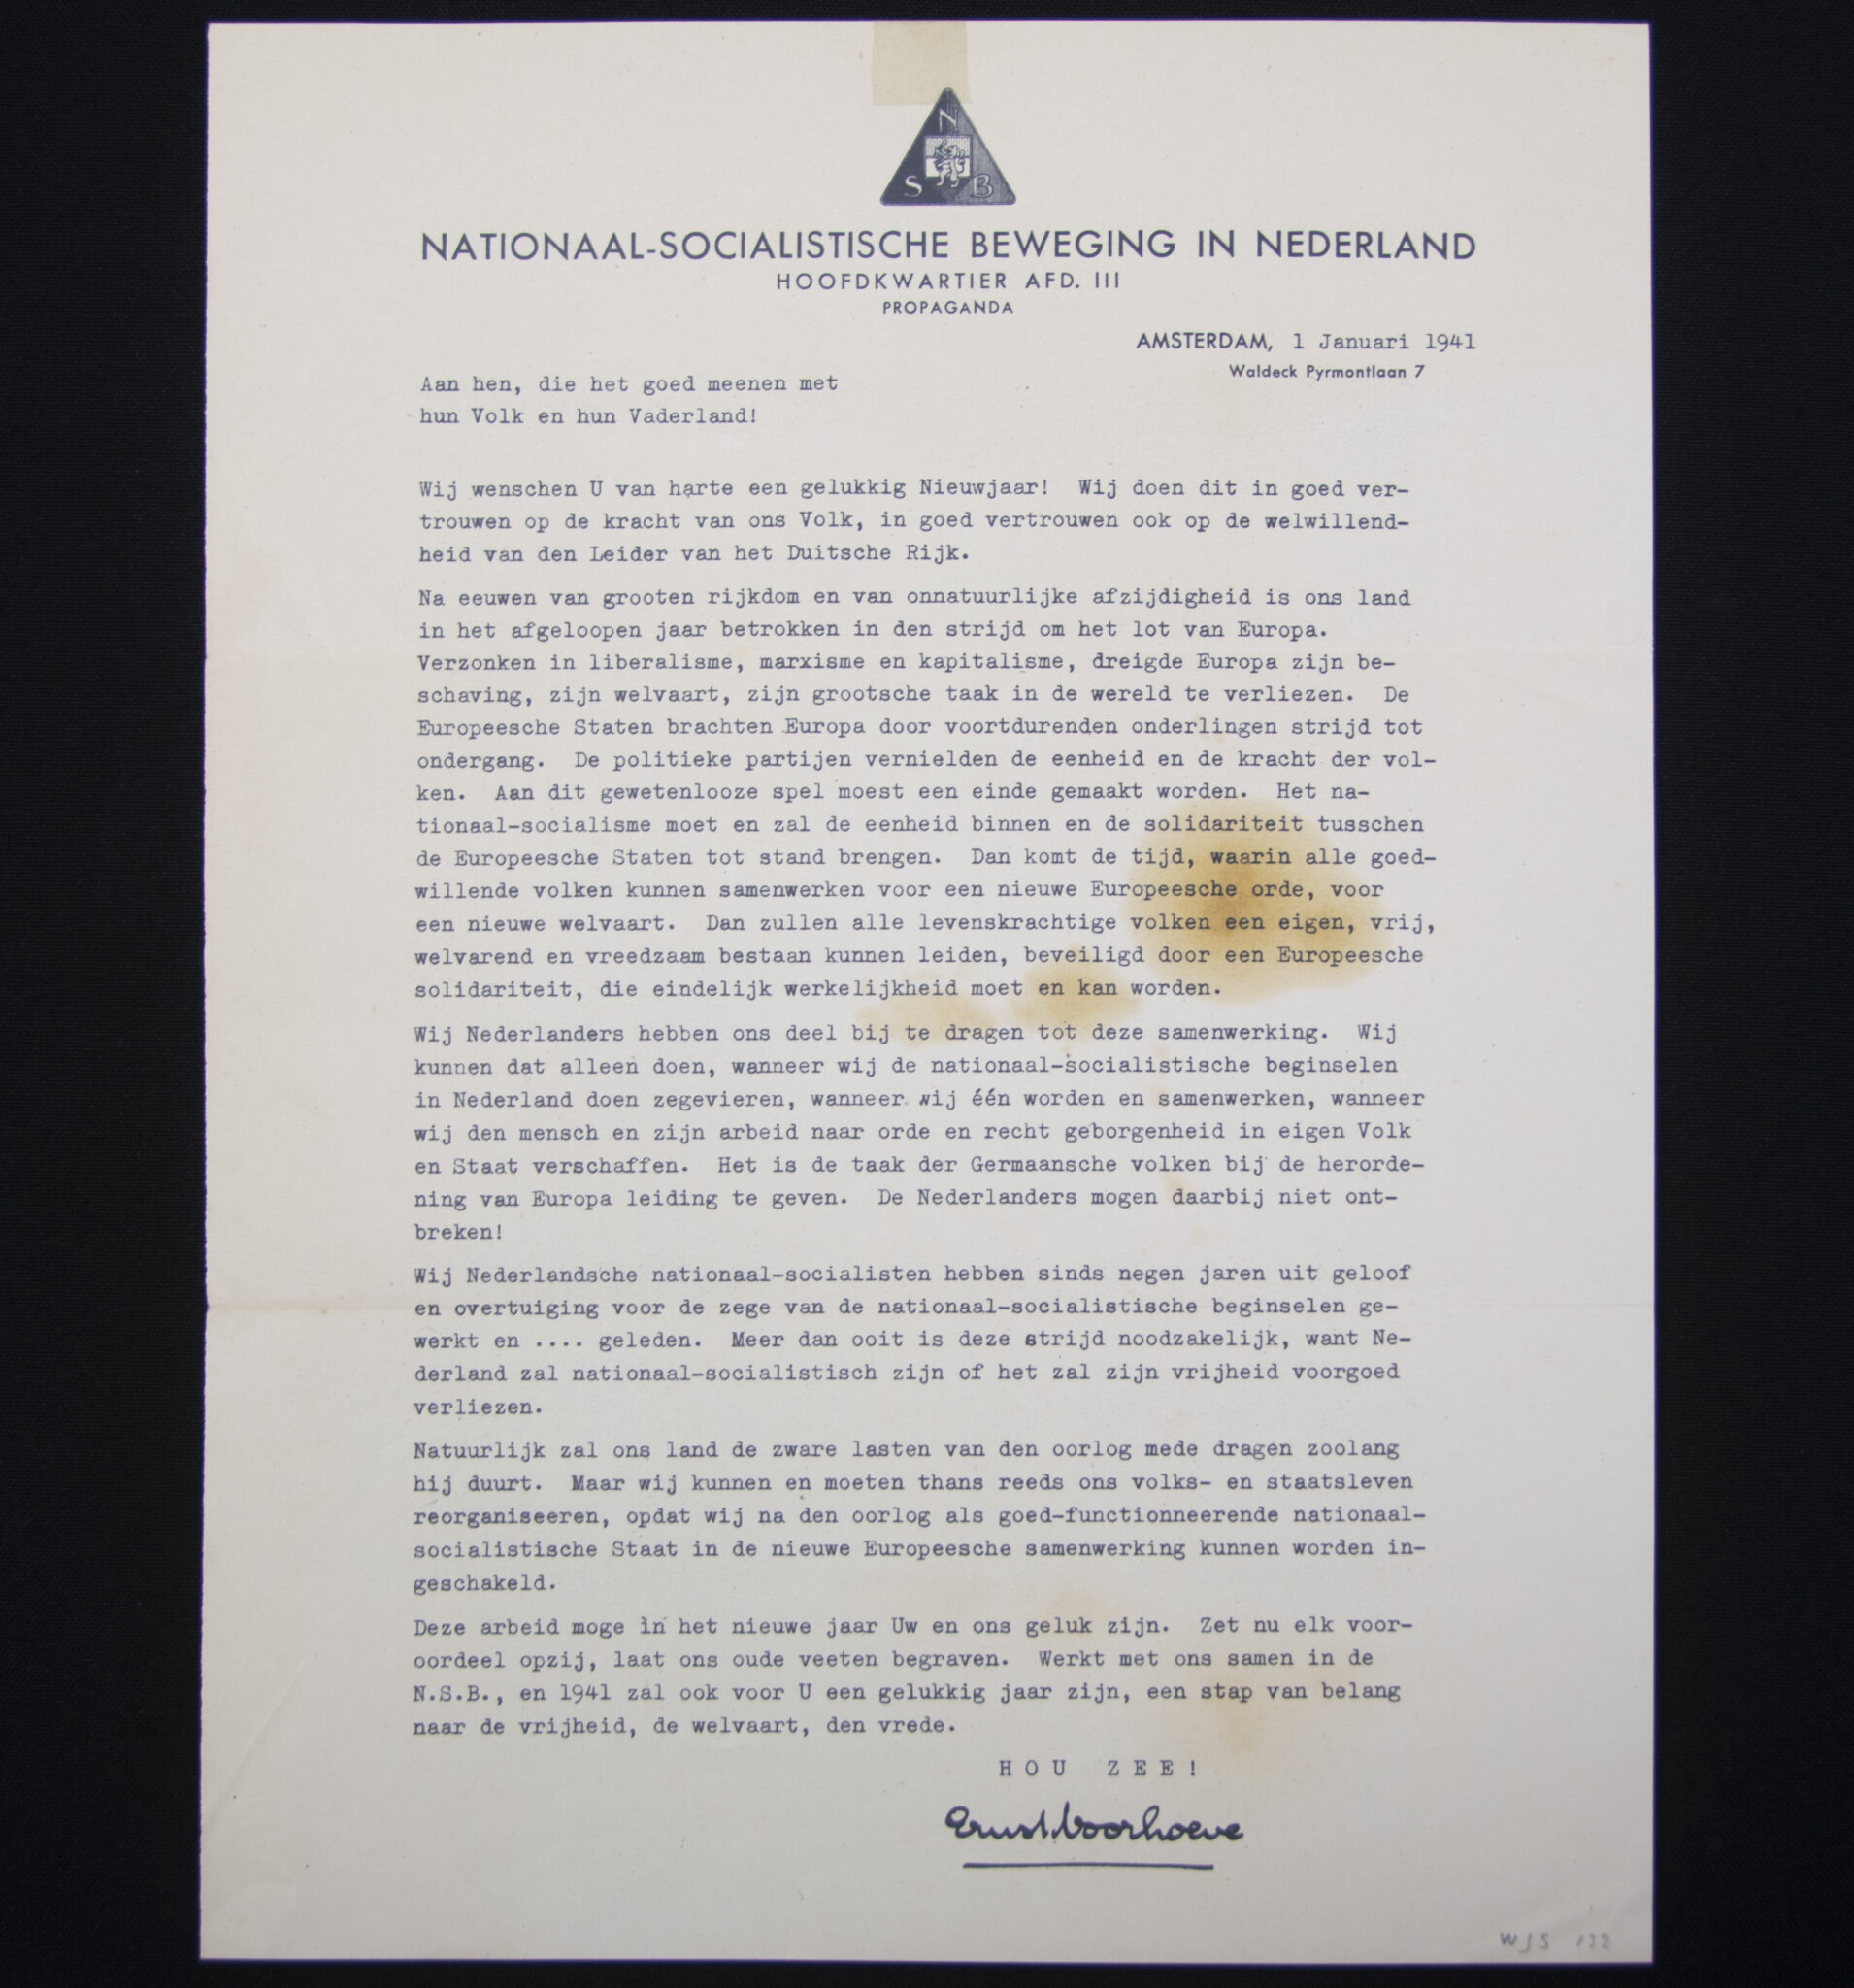 N
S B
NATIONAAL-SOCIALISTISCHE BEWEGING IN NEDERLAND
HOOFDKWARTIER AFD. III
PROPAGANDA
AMSTERDAM, 1 Januari 1941
Waldeck Pyrmontlaan 7
Aan hen, die het goed meenen met
hun Volk en hun Vaderland!
Wij wenschen U van harte een gelukkig Nieuwjaar! Wij doen dit in goed ver-
trouwen op de kracht van ons Volk, in goed vertrouwen ook op de welwillend-
heid van den Leider van het Duitsche Rijk.
Na eeuwen van grooten rijkdom en van onnatuurlijke afzijdigheid is ons land
in het afgeloopen jaar betrokken in den strijd om het lot van Europa.
Verzonken in liberalisme, marxisme en kapitalisme, dreigde Europa zijn be-
schaving, zijn welvaart, zijn grootsche taak in de wereld te verliezen. De
Europeesche Staten brachten Europa door voortdurenden onderlingen strijd tot
ondergang. De politieke partijen vernielden de eenheid en de kracht der vol-
ken. Aan dit gewetenlooze spel moest een einde gemaakt worden. Het na-
tionaal-socialisme moet en zal de eenheid binnen en de solidariteit tusschen
de Europeesche Staten tot stand brengen. Dan komt de tijd, waarin alle goed-
willende volken kunnen samenwerken voor een nieuwe Europeesche orde, voor
een nieuwe welvaart. Dan zullen alle levenskrachtige volken een eigen, vrij,
welvarend en vreedzaam bestaan kunnen leiden, beveiligd door een Europeesche
solidariteit, die eindelijk werkelijkheid moet en kan worden.
Wij Nederlanders hebben ons deel bij te dragen tot deze samenwerking. Wij
kunnen dat alleen doen, wanneer wij de nationaal-socialistische beginselen
in Nederland doen zegevieren, wanneer wij één worden en samenwerken, wanneer
wij den mensch en zijn arbeid naar orde en recht geborgenheid in eigen Volk
en Staat verschaffen. Het is de taak der Germaansche volken bij de herorde-
ning van Europa leiding te geven. De Nederlanders mogen daarbij niet ont-
breken!
Wij Nederlandsche nationaal-socialisten hebben sinds negen jaren uit geloof
en overtuiging voor de zege van de nationaal-socialistische beginselen ge-
werkt en .... geleden. Meer dan ooit is deze strijd noodzakelijk, want Ne-
derland zal nationaal-socialistisch zijn of het zal zijn vrijheid voorgoed
verliezen.
Natuurlijk zal ons land de zware lasten van den oorlog mede dragen zoolang
hij duurt. Maar wij kunnen en moeten thans reeds ons volks- en staatsleven
reorganiseeren, opdat wij na den oorlog als goed-functionneerende nationaal-
socialistische Staat in de nieuwe Europeesche samenwerking kunnen worden in-
geschakeld.
Deze arbeid moge in het nieuwe jaar Uw en ons geluk zijn. Zet nu elk voor-
oordeel opzij, laat ons oude veeten begraven. Werkt met ons samen in de
N.S.B., en 1941 zal ook voor U een gelukkig jaar zijn, een stap van belang
naar de vrijheid, de welvaart, den vrede.
HOU ZEE!
Ernst Voorhoeve
WJS